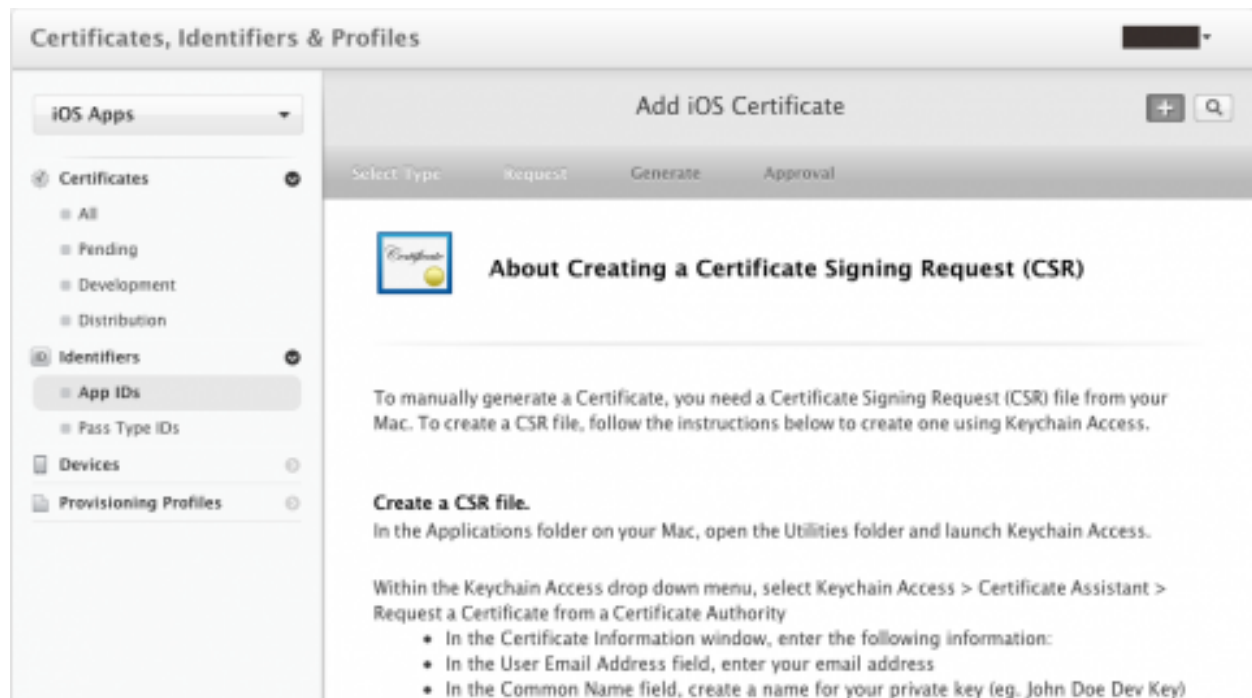 Certificates, Identifiers & Profiles
iOS Apps
Add iOS Certificate
Certificates
All
Pending
Development
Distribution
Identifiers
App IDs
Pass Type IDs
Devices
Provisioning Profiles
Select Type Request Generate Approval
Certificate
About Creating a Certificate Signing Request (CSR)
To manually generate a Certificate, you need a Certificate Signing Request (CSR) file from your
Mac. To create a CSR file, follow the instructions below to create one using Keychain Access.
Create a CSR file.
In the Applications folder on your Mac, open the Utilities folder and launch Keychain Access.
Within the Keychain Access drop down menu, select Keychain Access > Certificate Assistant >
Request a Certificate from a Certificate Authority
• In the Certificate Information window, enter the following information:
• In the User Email Address field, enter your email address
• In the Common Name field, create a name for your private key (eg. John Doe Dev Key)